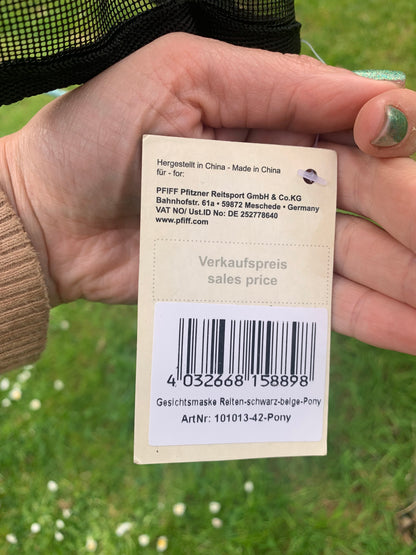 Hergestellt in China - Made in China
für - for:
PFIFF Pfitzner Reitsport GmbH & Co.KG
Bahnhofstr. 61a • 59872 Meschede • Germany
VAT NO/ Ust.ID No: DE 252778640
www.pfiff.com
Verkaufspreis
sales price
4 032668 158898
Gesichtsmaske Reiten-schwarz-beige-Pony
ArtNr: 101013-42-Pony